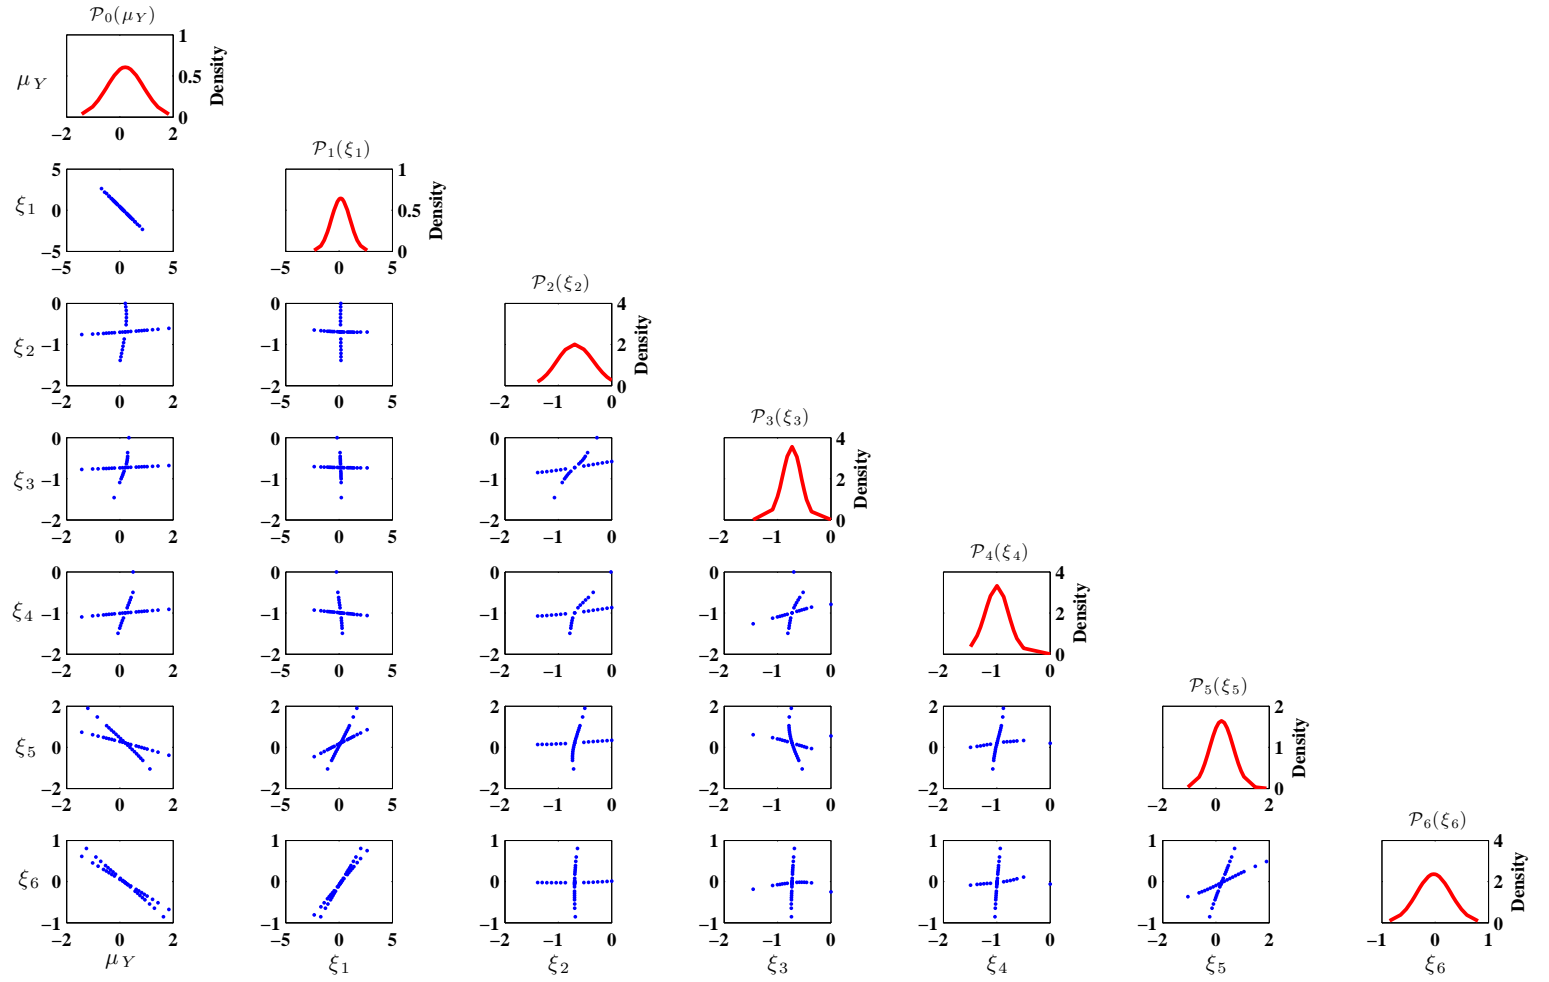 𝒫₀(μ_Y)
1
μ_Y
0.5
Density
0
−2 0 2
𝒫₁(ξ₁)
5 1
ξ₁ 0 0.5 Density
−5 0
−5 0 5 −5 0 5
𝒫₂(ξ₂)
0 0 4
ξ₂ −1 −1 2 Density
−2 −2 0
−2 0 2 −5 0 5 −2 −1 0
𝒫₃(ξ₃)
0 0 0 4
ξ₃ −1 −1 −1 2 Density
−2 −2 −2 0
−2 0 2 −5 0 5 −2 −1 0 −2 −1 0
𝒫₄(ξ₄)
0 0 0 0 4
ξ₄ −1 −1 −1 −1 2 Density
−2 −2 −2 −2 0
−2 0 2 −5 0 5 −2 −1 0 −2 −1 0 −2 −1 0
𝒫₅(ξ₅)
2 2 2 2 2 2
ξ₅ 0 0 0 0 0 1 Density
−2 −2 −2 −2 −2 0
−2 0 2 −5 0 5 −2 −1 0 −2 −1 0 −2 −1 0 −2 0 2
𝒫₆(ξ₆)
1 1 1 1 1 1 4
ξ₆ 0 0 0 0 0 0 2 Density
−1 −1 −1 −1 −1 −1 0
−2 0 2 −5 0 5 −2 −1 0 −2 −1 0 −2 −1 0 −2 0 2 −1 0 1
μ_Y ξ₁ ξ₂ ξ₃ ξ₄ ξ₅ ξ₆